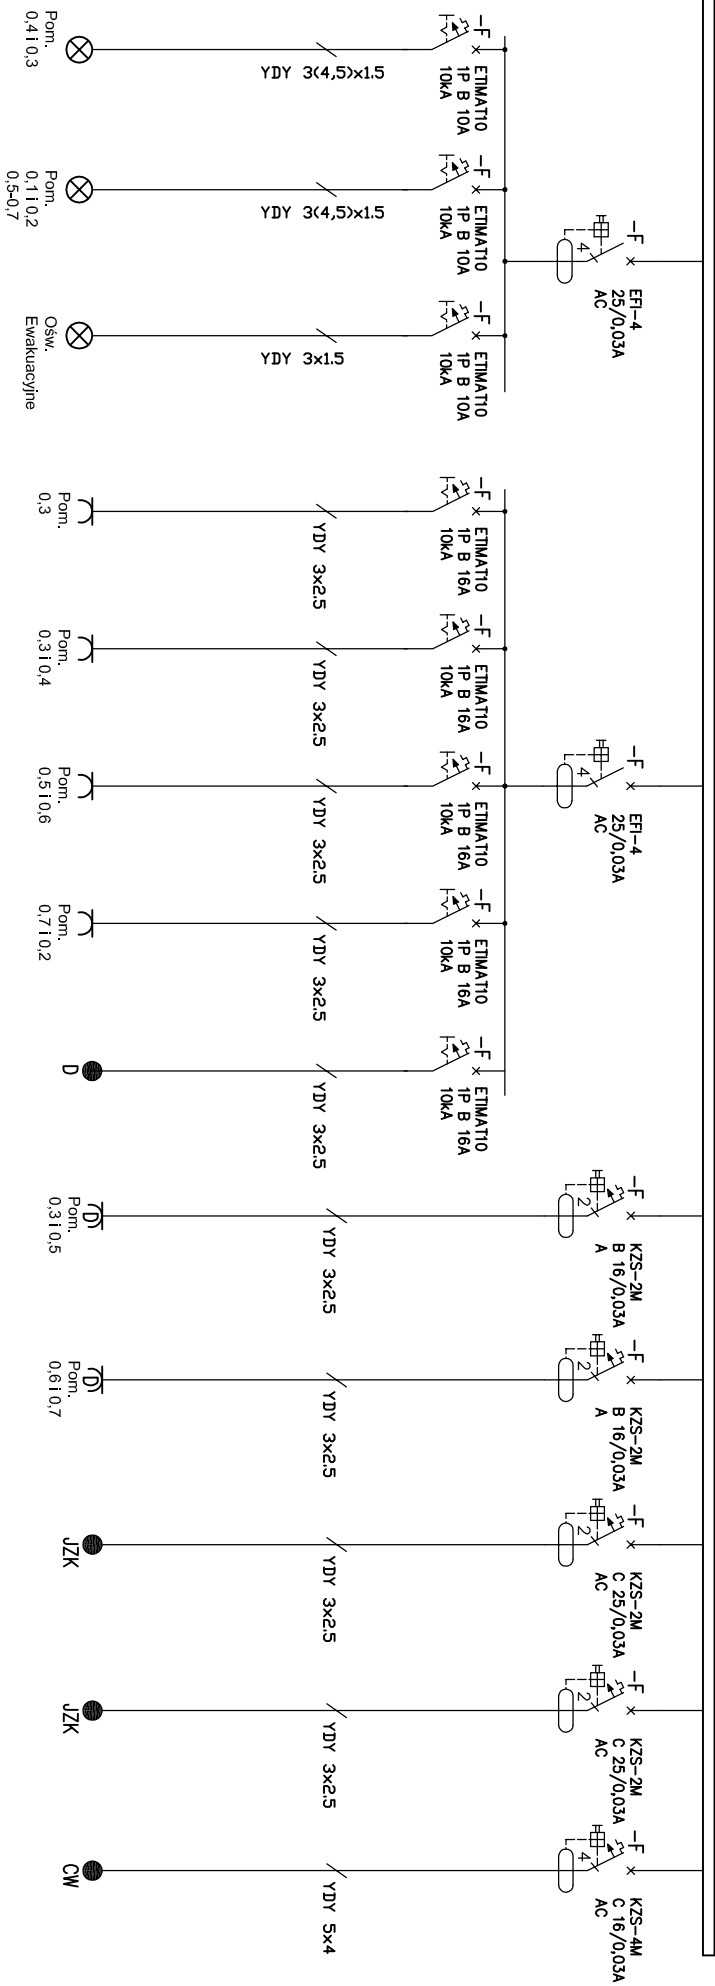 -F
EFI-4
25/0,03A
AC
4
-F
ETIMAT10
1P B 10A
10kA
YDY 3(4,5)x1.5
Pom.
0,4 i 0,3
-F
ETIMAT10
1P B 10A
10kA
YDY 3(4,5)x1.5
Pom.
0,1 i 0,2
0,5-0,7
-F
ETIMAT10
1P B 10A
10kA
YDY 3x1.5
Ośw.
Ewakuacyjne
-F
EFI-4
25/0,03A
AC
4
-F
ETIMAT10
1P B 16A
10kA
YDY 3x2.5
Pom.
0,3
-F
ETIMAT10
1P B 16A
10kA
YDY 3x2.5
Pom.
0,3 i 0,4
-F
ETIMAT10
1P B 16A
10kA
YDY 3x2.5
Pom.
0,5 i 0,6
-F
ETIMAT10
1P B 16A
10kA
YDY 3x2.5
Pom.
0,7 i 0,2
-F
ETIMAT10
1P B 16A
10kA
YDY 3x2.5
D
-F
KZS-2M
B 16/0,03A
A
2
YDY 3x2.5
D
Pom.
0,3 i 0,5
-F
KZS-2M
B 16/0,03A
A
2
YDY 3x2.5
D
Pom.
0,6 i 0,7
-F
KZS-2M
C 25/0,03A
AC
2
YDY 3x2.5
JZK
-F
KZS-2M
C 25/0,03A
AC
2
YDY 3x2.5
JZK
-F
KZS-4M
C 16/0,03A
AC
4
YDY 5x4
CW